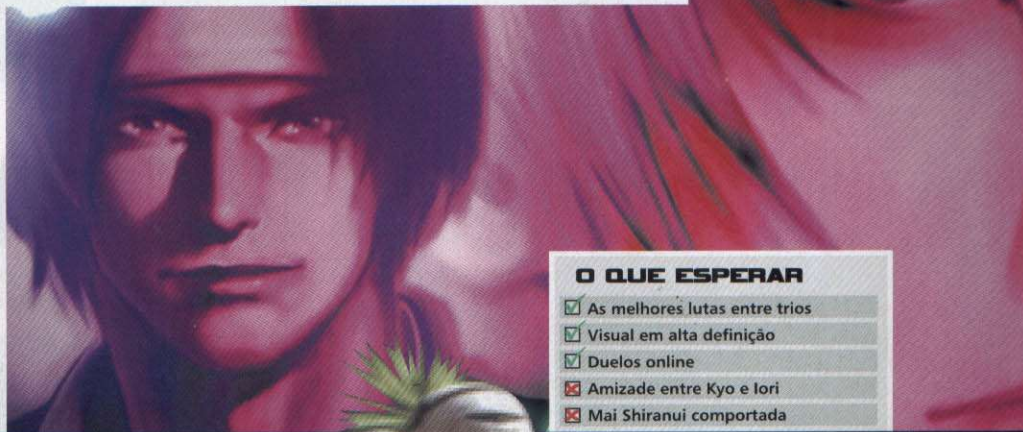 O QUE ESPERAR
As melhores lutas entre trios
Visual em alta definição
Duelos online
Amizade entre Kyo e Iori
Mai Shiranui comportada